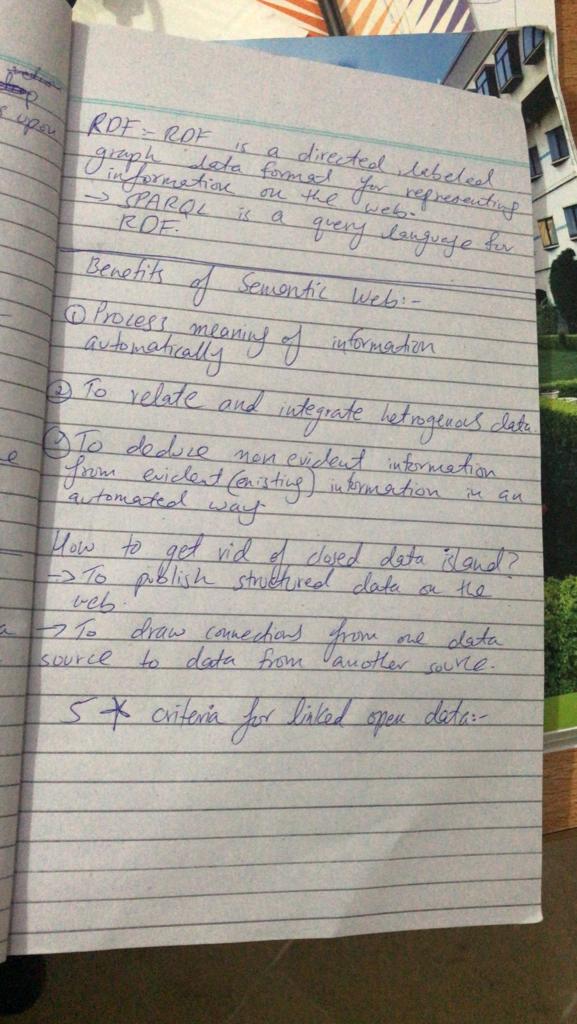 upon
RDF = RDF is a directed, labeled
graph data format for representing
information on the web.
→ SPARQL is a query language for
RDF.
Benefits of Semantic Web:-
① Process meaning of information
automatically
② To relate and integrate hetrogenous data.
③ To deduce non evident information
from evident (existing) information in an
automated way.
How to get rid of closed data island?
→ To publish structured data on the
web.
→ To draw connections from one data
source to data from another source.
5 * criteria for linked open data:-